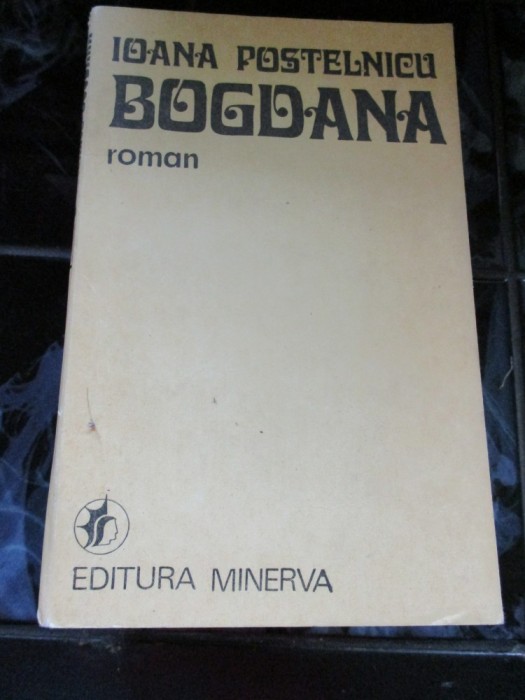 IOANA POSTELNICU
BOGDANA
roman
EDITURA MINERVA